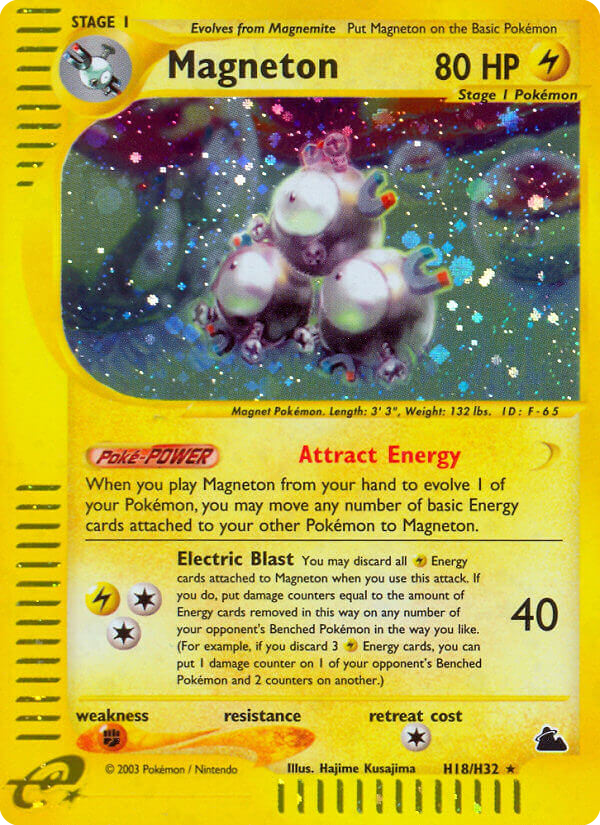 STAGE 1
Evolves from Magnemite Put Magneton on the Basic Pokémon
Magneton 80 HP
Stage 1 Pokémon
Magnet Pokémon. Length: 3' 3", Weight: 132 lbs. ID: F-65
Poké-POWER Attract Energy
When you play Magneton from your hand to evolve 1 of
your Pokémon, you may move any number of basic Energy
cards attached to your other Pokémon to Magneton.
Electric Blast You may discard all Energy
cards attached to Magneton when you use this attack. If
you do, put damage counters equal to the amount of
Energy cards removed in this way on any number of
your opponent's Benched Pokémon in the way you like.
(For example, if you discard 3 Energy cards, you can
put 1 damage counter on 1 of your opponent's Benched
Pokémon and 2 counters on another.)
40
weakness resistance retreat cost
© 2003 Pokémon / Nintendo Illus. Hajime Kusajima H18/H32 ★
e